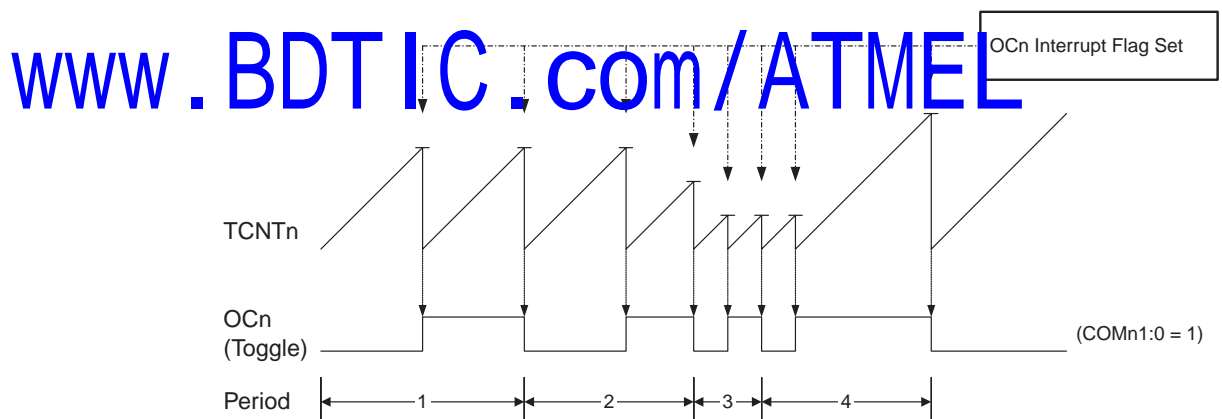 www.BDTIC.com/ATMEL
OCn Interrupt Flag Set
TCNTn
OCn
(Toggle)
(COMn1:0 = 1)
Period
1
2
3
4